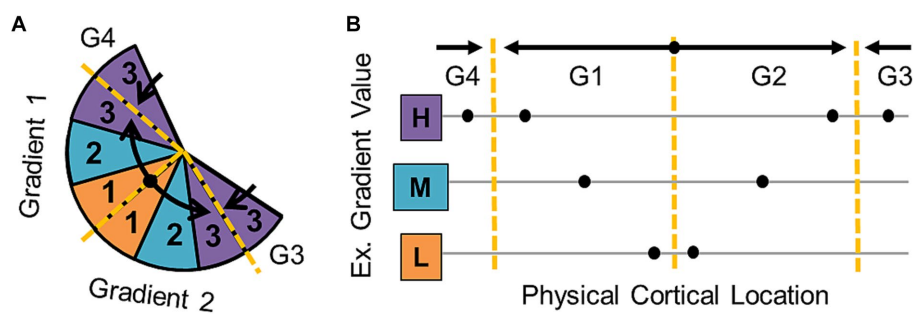 A
G4
3
3
2
1
1
2
3
3
G3
Gradient 1
Gradient 2
B
Ex. Gradient Value
G4 G1 G2 G3
H
M
L
Physical Cortical Location